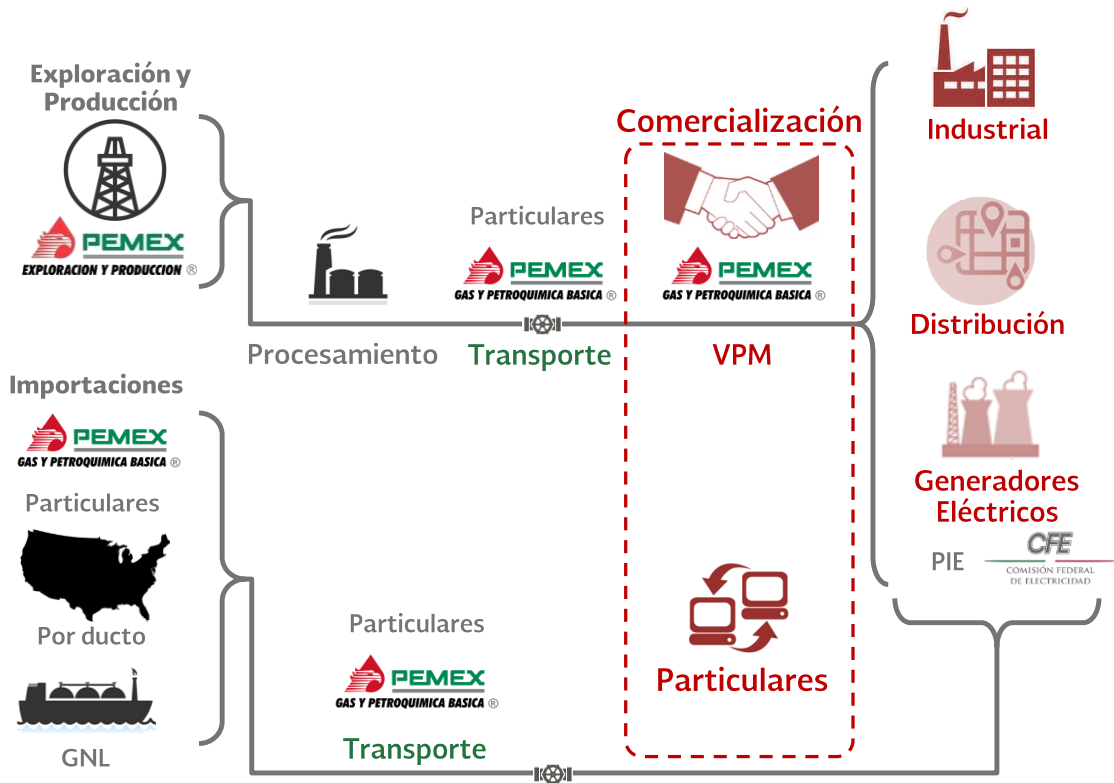 Exploración y
Producción
PEMEX
EXPLORACION Y PRODUCCION ®
Procesamiento
Particulares
PEMEX
GAS Y PETROQUIMICA BASICA ®
Transporte
Comercialización
PEMEX
GAS Y PETROQUIMICA BASICA ®
VPM
Industrial
Distribución
Generadores
Eléctricos
PIE
CFE
COMISIÓN FEDERAL
DE ELECTRICIDAD
Importaciones
PEMEX
GAS Y PETROQUIMICA BASICA ®
Particulares
Por ducto
GNL
Particulares
PEMEX
GAS Y PETROQUIMICA BASICA ®
Transporte
Particulares